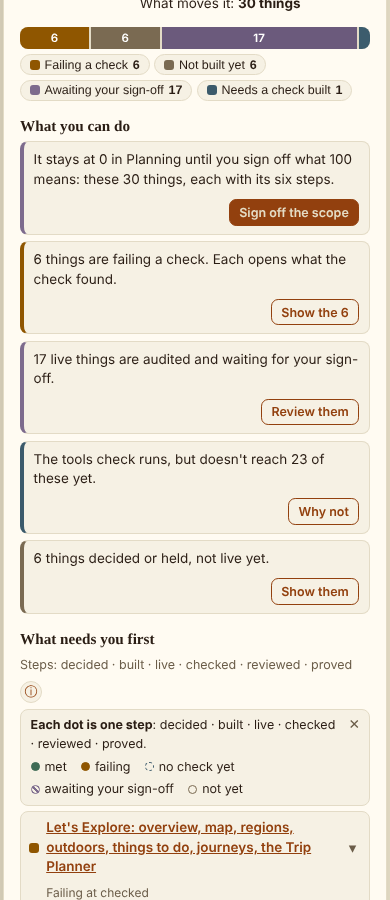 What moves it: 30 things
6 6 17
Failing a check 6 Not built yet 6
Awaiting your sign-off 17 Needs a check built 1
What you can do
It stays at 0 in Planning until you sign off what 100
means: these 30 things, each with its six steps.
Sign off the scope
6 things are failing a check. Each opens what the
check found.
Show the 6
17 live things are audited and waiting for your sign-
off.
Review them
The tools check runs, but doesn't reach 23 of
these yet.
Why not
6 things decided or held, not live yet.
Show them
What needs you first
Steps: decided · built · live · checked · reviewed · proved
ⓘ
Each dot is one step: decided · built · live · checked ✕
· reviewed · proved.
met failing no check yet
awaiting your sign-off not yet
Let's Explore: overview, map, regions,
outdoors, things to do, journeys, the Trip ▼
Planner
Failing at checked